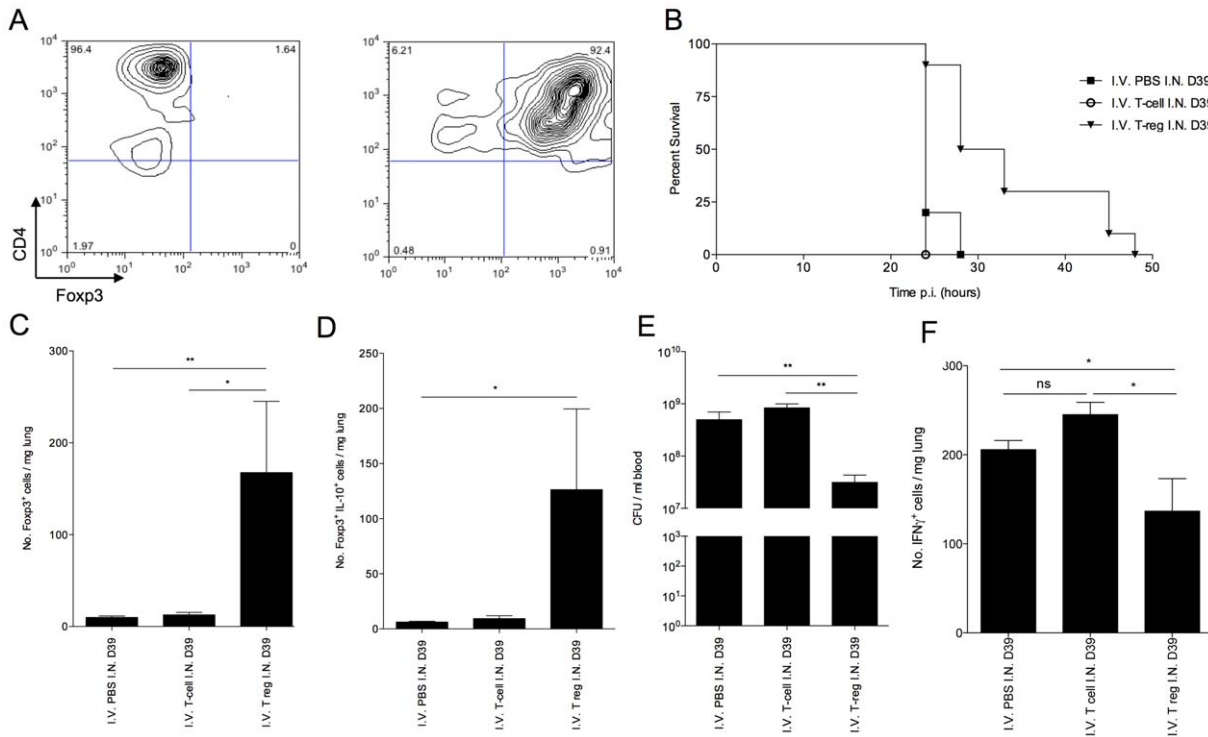 A
96.4
1.64
1.97
0
10⁴
10³
10²
10¹
10⁰
10⁰
10¹
10²
10³
10⁴
CD4
Foxp3
6.21
92.4
0.48
0.91
10⁴
10³
10²
10¹
10⁰
10⁰
10¹
10²
10³
10⁴
B
100
75
50
25
0
Percent Survival
0
10
20
30
40
50
Time p.i. (hours)
I.V. PBS I.N. D39
I.V. T-cell I.N. D39
I.V. T-reg I.N. D39
C
300
200
100
0
No. Foxp3⁺ cells / mg lung
**
*
I.V. PBS I.N. D39
I.V. T-cell I.N. D39
I.V. T reg I.N. D39
D
250
200
150
100
50
0
No. Foxp3⁺ IL-10⁺ cells / mg lung
*
I.V. PBS I.N. D39
I.V. T-cell I.N. D39
I.V. T reg I.N. D39
E
10¹⁰
10⁹
10⁸
10⁷
10³
10²
10¹
10⁰
CFU / ml blood
**
**
I.V. PBS I.N. D39
I.V. T-cell I.N. D39
I.V. T-reg I.N. D39
F
300
200
100
0
No. IFNγ⁺ cells / mg lung
*
ns
*
I.V. PBS I.N. D39
I.V. T cell I.N. D39
I.V. T reg I.N. D39